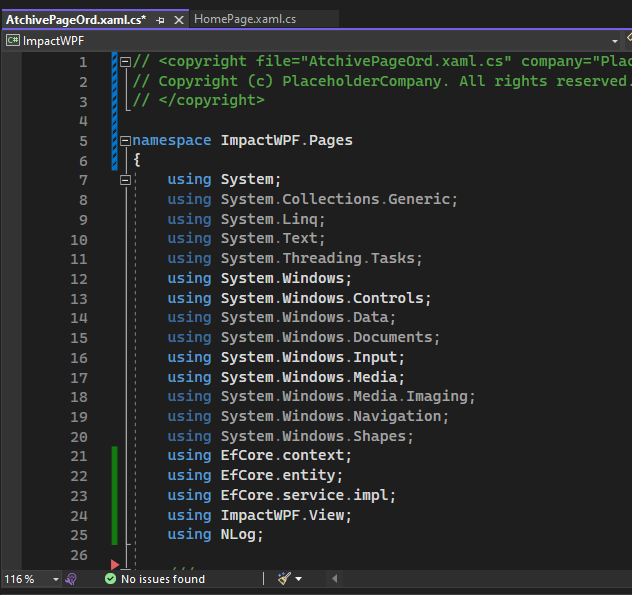 AtchivePageOrd.xaml.cs*
HomePage.xaml.cs
C# ImpactWPF
1 // <copyright file="AtchivePageOrd.xaml.cs" company="Plac
2 // Copyright (c) PlaceholderCompany. All rights reserved.
3 // </copyright>
4
5 namespace ImpactWPF.Pages
6 {
7 using System;
8 using System.Collections.Generic;
9 using System.Linq;
10 using System.Text;
11 using System.Threading.Tasks;
12 using System.Windows;
13 using System.Windows.Controls;
14 using System.Windows.Data;
15 using System.Windows.Documents;
16 using System.Windows.Input;
17 using System.Windows.Media;
18 using System.Windows.Media.Imaging;
19 using System.Windows.Navigation;
20 using System.Windows.Shapes;
21 using EfCore.context;
22 using EfCore.entity;
23 using EfCore.service.impl;
24 using ImpactWPF.View;
25 using NLog;
26
116 % No issues found